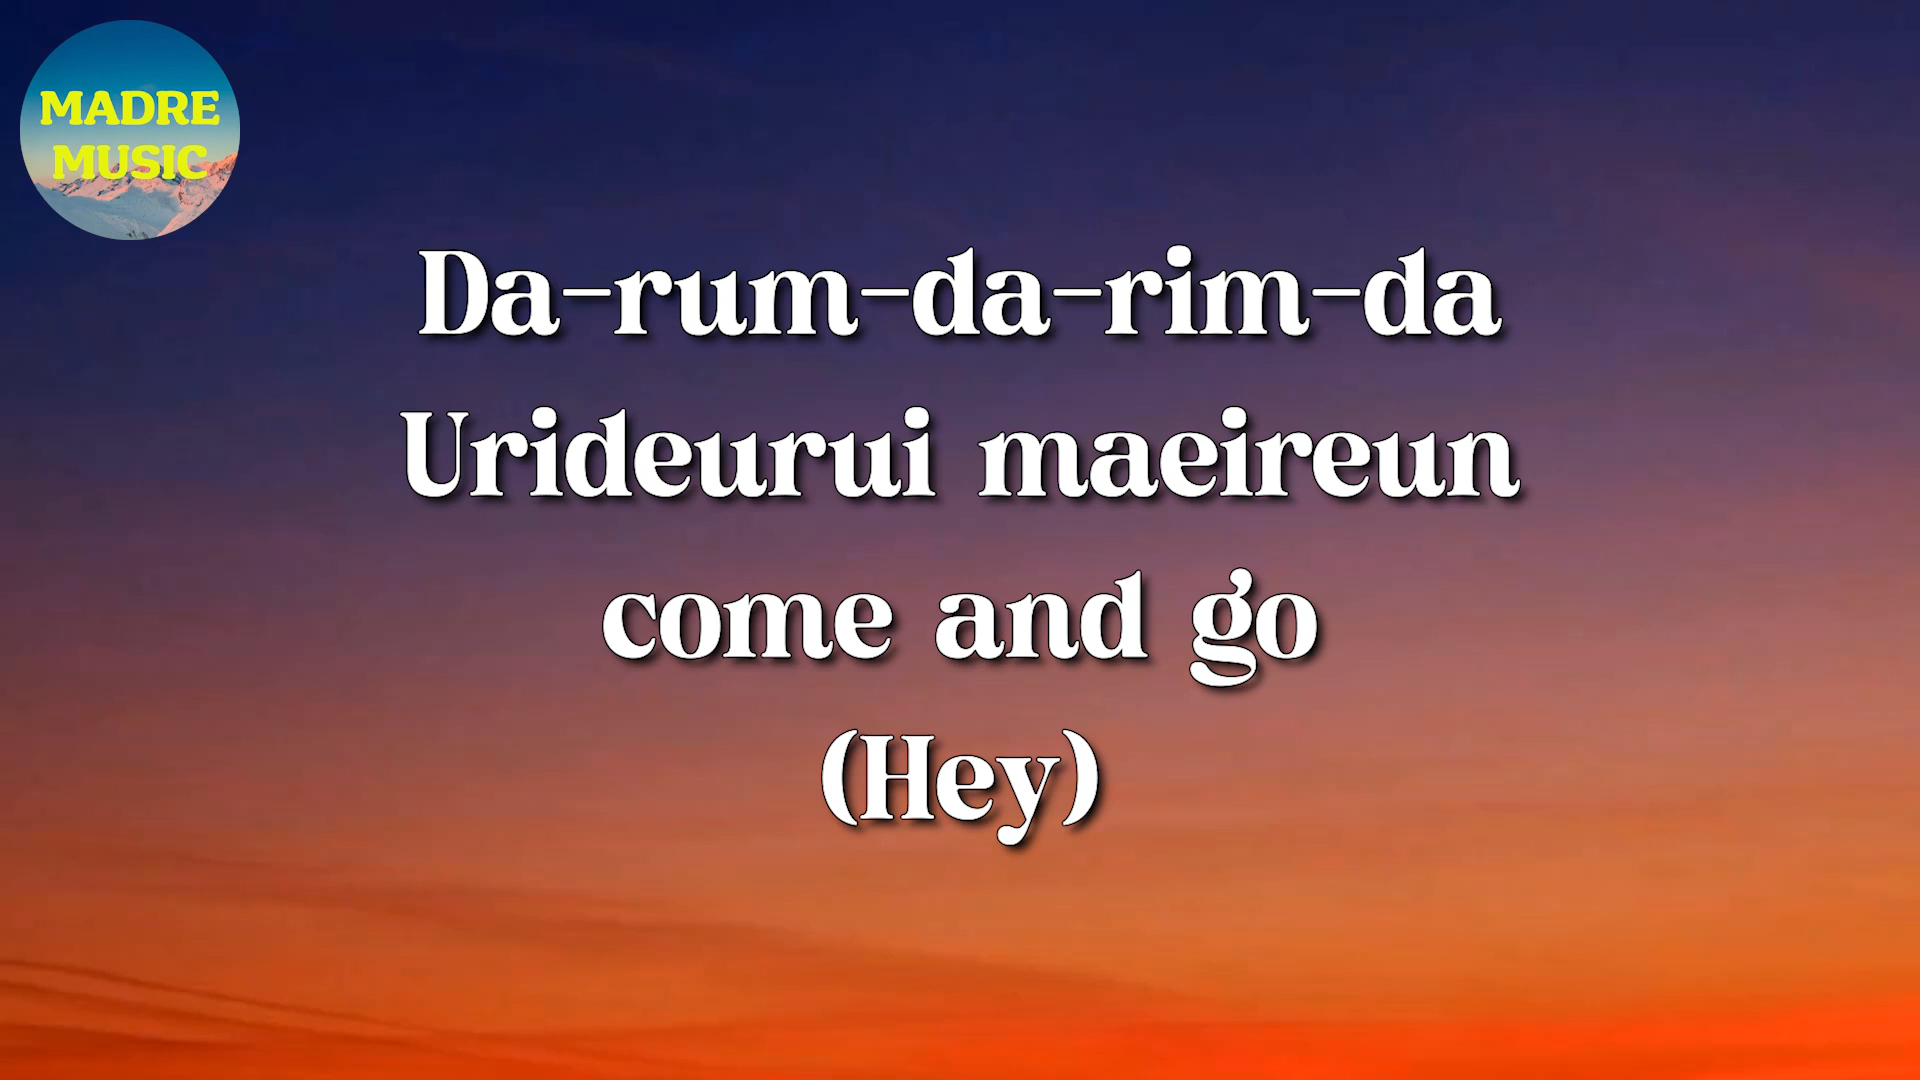 MADRE
MUSIC
Da-rum-da-rim-da
Urideurui maeireun
come and go
(Hey)